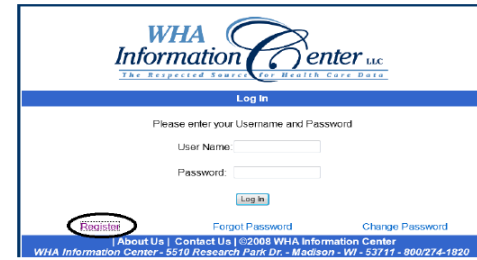 WHA
Information Center LLC
The Respected Source for Health Care Data
Log In
Please enter your Username and Password
User Name:
Password:
Log In
Register Forgot Password Change Password
| About Us | Contact Us | ©2008 WHA Information Center
WHA Information Center - 5510 Research Park Dr. - Madison - WI - 53711 - 800/274-1820